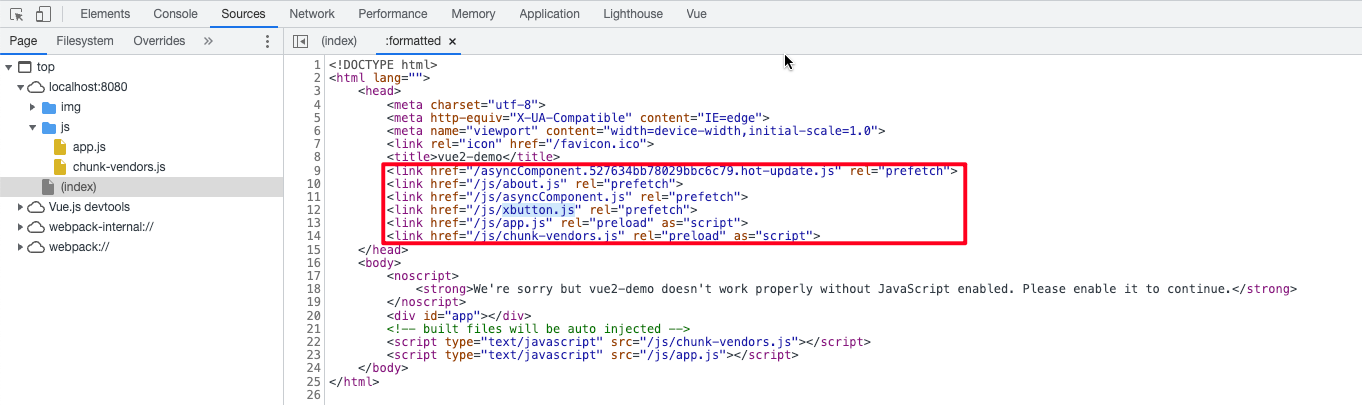 Elements Console Sources Network Performance Memory Application Lighthouse Vue
Page Filesystem Overrides » (index) :formatted ×
top
localhost:8080
img
js
app.js
chunk-vendors.js
(index)
Vue.js devtools
webpack-internal://
webpack://
1 <!DOCTYPE html>
2 <html lang="">
3 <head>
4 <meta charset="utf-8">
5 <meta http-equiv="X-UA-Compatible" content="IE=edge">
6 <meta name="viewport" content="width=device-width,initial-scale=1.0">
7 <link rel="icon" href="/favicon.ico">
8 <title>vue2-demo</title>
9 <link href="/asyncComponent.527634bb78029bbc6c79.hot-update.js" rel="prefetch">
10 <link href="/js/about.js" rel="prefetch">
11 <link href="/js/asyncComponent.js" rel="prefetch">
12 <link href="/js/xbutton.js" rel="prefetch">
13 <link href="/js/app.js" rel="preload" as="script">
14 <link href="/js/chunk-vendors.js" rel="preload" as="script">
15 </head>
16 <body>
17 <noscript>
18 <strong>We're sorry but vue2-demo doesn't work properly without JavaScript enabled. Please enable it to continue.</strong>
19 </noscript>
20 <div id="app"></div>
21 <!-- built files will be auto injected -->
22 <script type="text/javascript" src="/js/chunk-vendors.js"></script>
23 <script type="text/javascript" src="/js/app.js"></script>
24 </body>
25 </html>
26